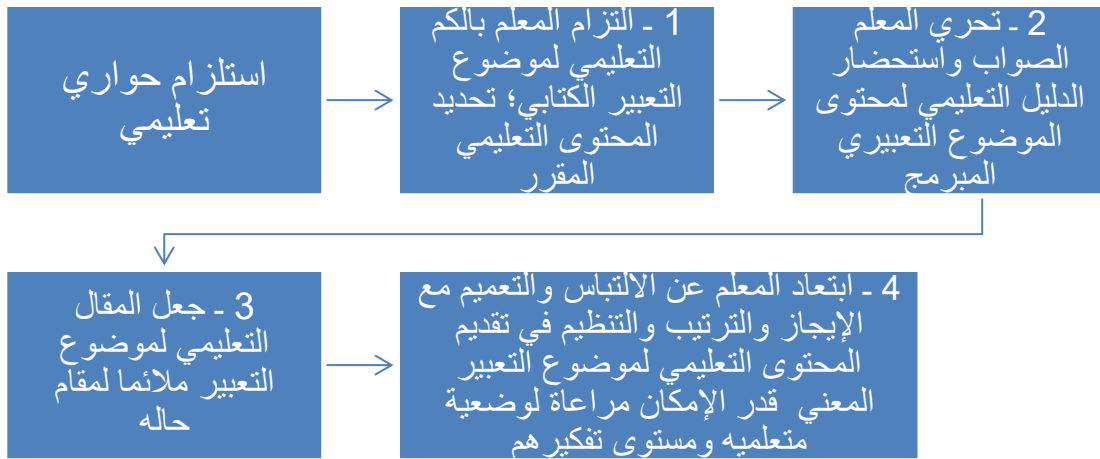 استلزام حواري
تعليمي
1 ـ التزام المعلم بالكم
التعليمي لموضوع
التعبير الكتابي؛ تحديد
المحتوى التعليمي
المقرر
2 ـ تحري المعلم
الصواب واستحضار
الدليل التعليمي لمحتوى
الموضوع التعبيري
المبرمج
3 ـ جعل المقال
التعليمي لموضوع
التعبير ملائما لمقام
حاله
4 ـ ابتعاد المعلم عن الالتباس والتعميم مع
الإيجاز والترتيب والتنظيم في تقديم
المحتوى التعليمي لموضوع التعبير
المعني قدر الإمكان مراعاة لوضعية
متعلميه ومستوى تفكيرهم